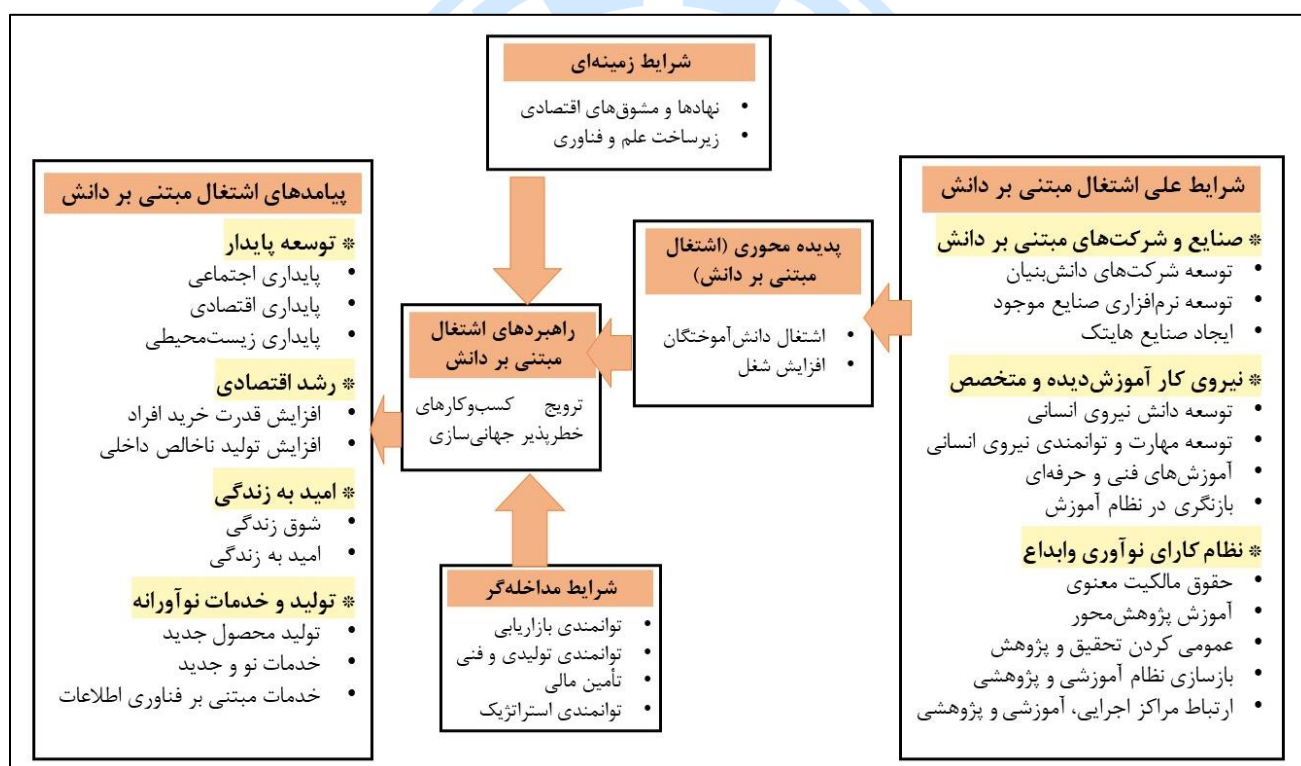 شرایط زمینه‌ای
• نهادها و مشوق‌های اقتصادی
• زیرساخت علم و فناوری
شرایط علی اشتغال مبتنی بر دانش
* صنایع و شرکت‌های مبتنی بر دانش
• توسعه شرکت‌های دانش‌بنیان
• توسعه نرم‌افزاری صنایع موجود
• ایجاد صنایع هایتک
* نیروی کار آموزش‌دیده و متخصص
• توسعه دانش نیروی انسانی
• توسعه مهارت و توانمندی نیروی انسانی
• آموزش‌های فنی و حرفه‌ای
• بازنگری در نظام آموزش
* نظام کارای نوآوری وابداع
• حقوق مالکیت معنوی
• آموزش پژوهش‌محور
• عمومی کردن تحقیق و پژوهش
• بازسازی نظام آموزشی و پژوهشی
• ارتباط مراکز اجرایی، آموزشی و پژوهشی
پدیده محوری (اشتغال
مبتنی بر دانش)
• اشتغال دانش‌آموختگان
• افزایش شغل
راهبردهای اشتغال
مبتنی بر دانش
ترویج کسب‌وکارهای
خطرپذیر جهانی‌سازی
شرایط مداخله‌گر
• توانمندی بازاریابی
• توانمندی تولیدی و فنی
• تأمین مالی
• توانمندی استراتژیک
پیامدهای اشتغال مبتنی بر دانش
* توسعه پایدار
• پایداری اجتماعی
• پایداری اقتصادی
• پایداری زیست‌محیطی
* رشد اقتصادی
• افزایش قدرت خرید افراد
• افزایش تولید ناخالص داخلی
* امید به زندگی
• شوق زندگی
• امید به زندگی
* تولید و خدمات نوآورانه
• تولید محصول جدید
• خدمات نو و جدید
• خدمات مبتنی بر فناوری اطلاعات